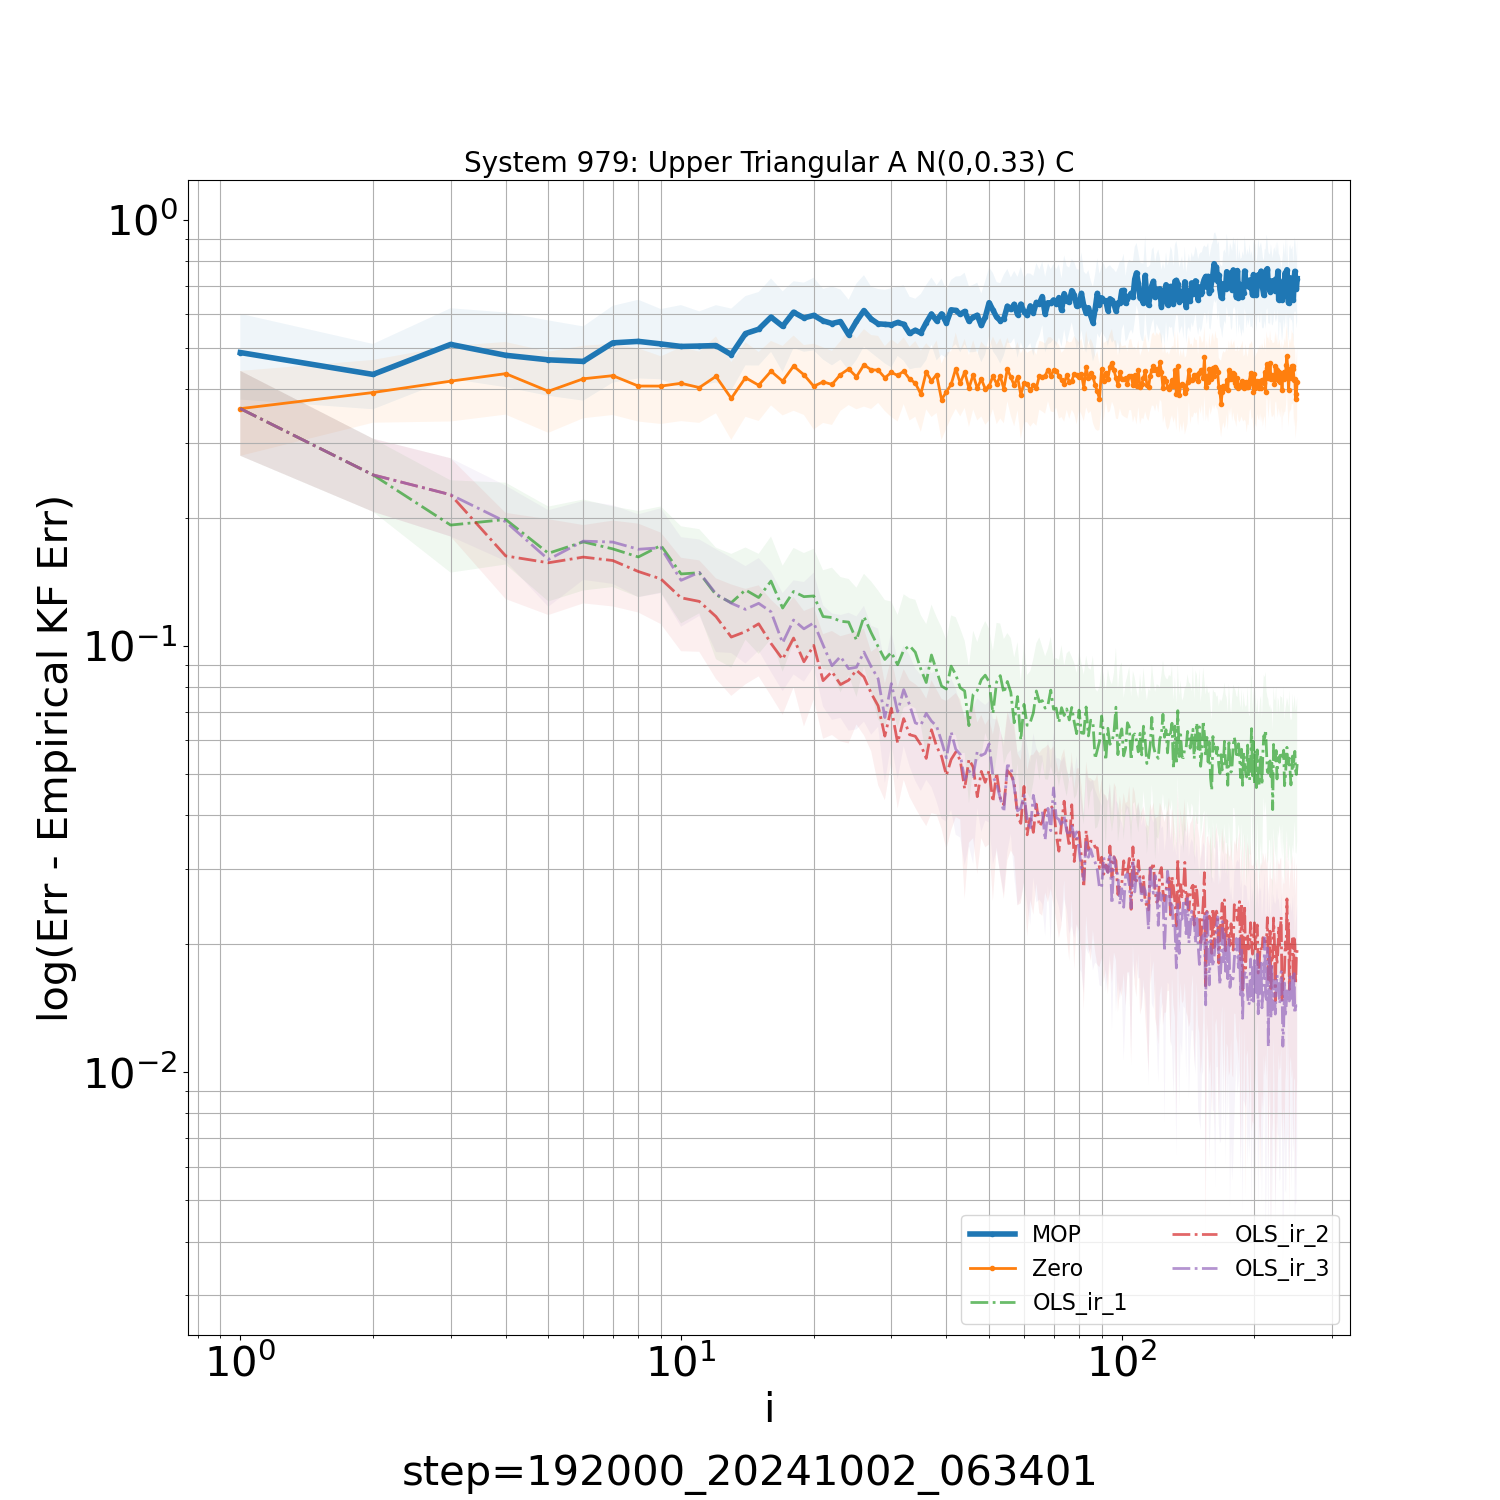 System 979: Upper Triangular A N(0,0.33) C
10⁰
10⁻¹
10⁻²
log(Err - Empirical KF Err)
MOP
Zero
OLS_ir_1
OLS_ir_2
OLS_ir_3
10⁰ 10¹ 10²
i
step=192000_20241002_063401